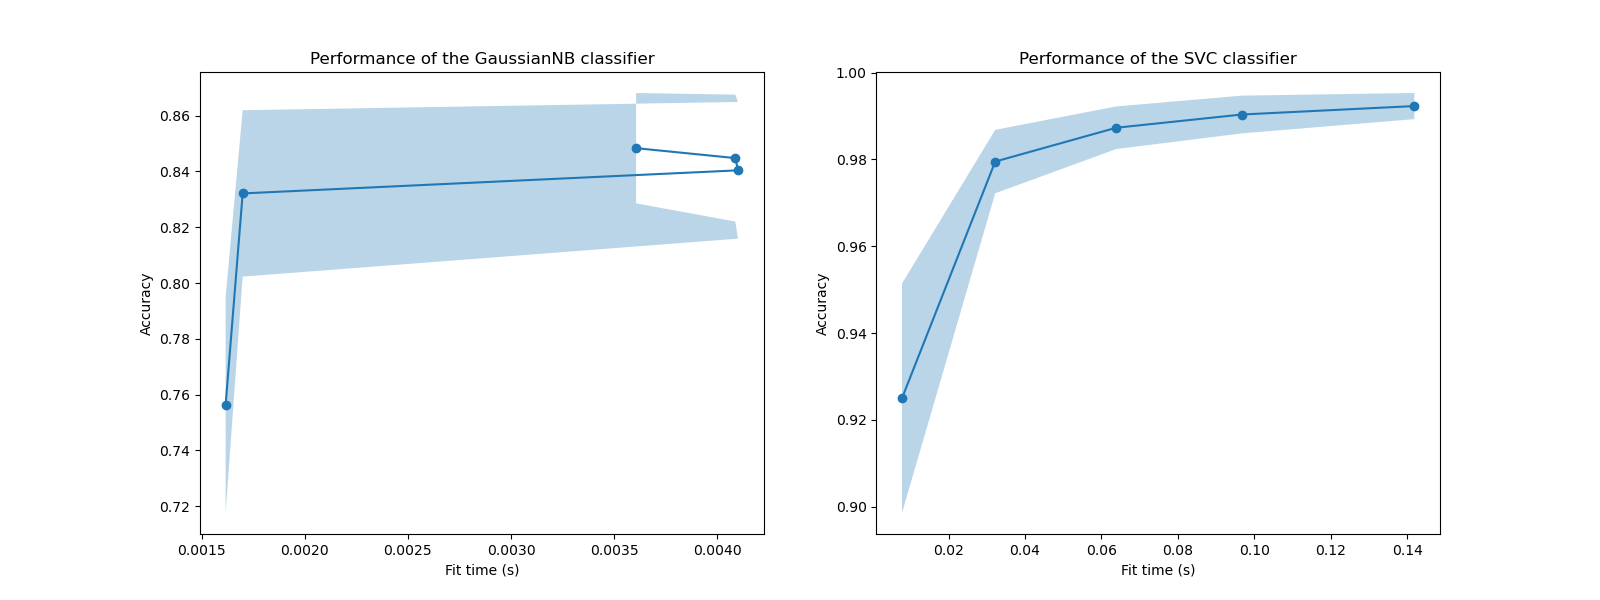 Performance of the GaussianNB classifier
0.86
0.84
0.82
0.80
0.78
0.76
0.74
0.72
Accuracy
0.0015 0.0020 0.0025 0.0030 0.0035 0.0040
Fit time (s)
Performance of the SVC classifier
1.00
0.98
0.96
0.94
0.92
0.90
Accuracy
0.02 0.04 0.06 0.08 0.10 0.12 0.14
Fit time (s)